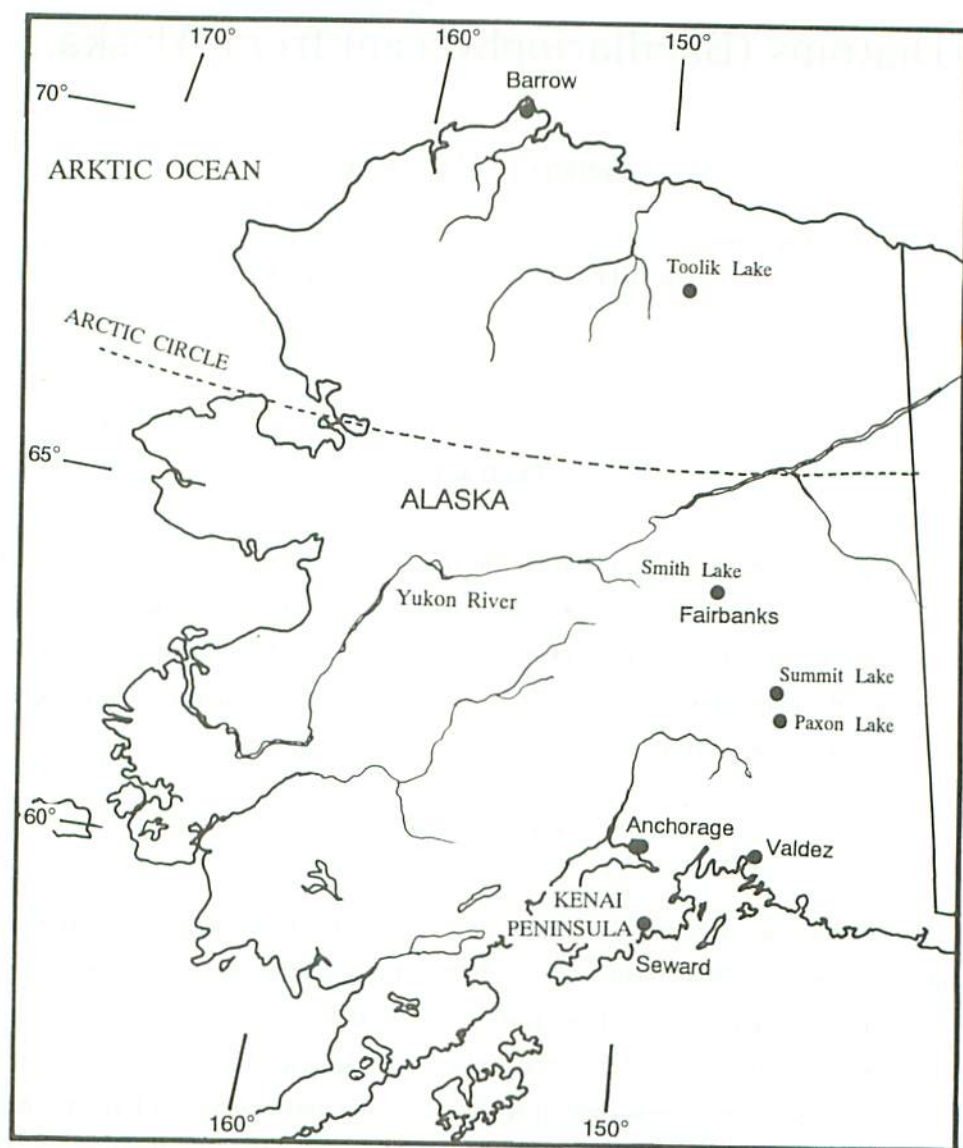 170°
160°
150°
70°
Barrow
ARKTIC OCEAN
Toolik Lake
ARCTIC CIRCLE
65°
ALASKA
Smith Lake
Yukon River
Fairbanks
Summit Lake
Paxon Lake
60°
Anchorage
Valdez
KENAI
PENINSULA
Seward
160°
150°